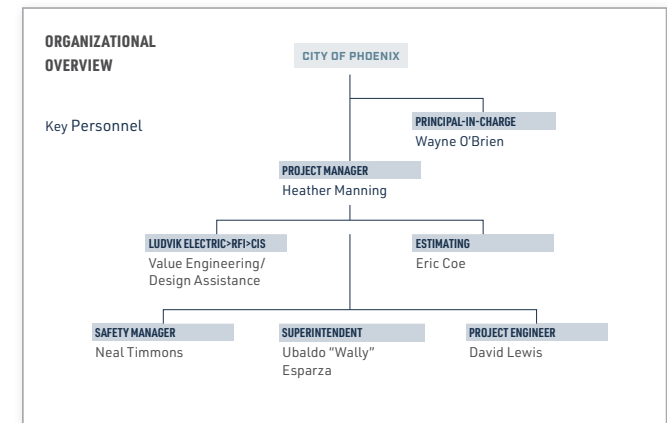 ORGANIZATIONAL
OVERVIEW
CITY OF PHOENIX
Key Personnel
PRINCIPAL-IN-CHARGE
Wayne O'Brien
PROJECT MANAGER
Heather Manning
LUDVIK ELECTRIC>RFI>CIS
Value Engineering/
Design Assistance
ESTIMATING
Eric Coe
SAFETY MANAGER
Neal Timmons
SUPERINTENDENT
Ubaldo “Wally”
Esparza
PROJECT ENGINEER
David Lewis